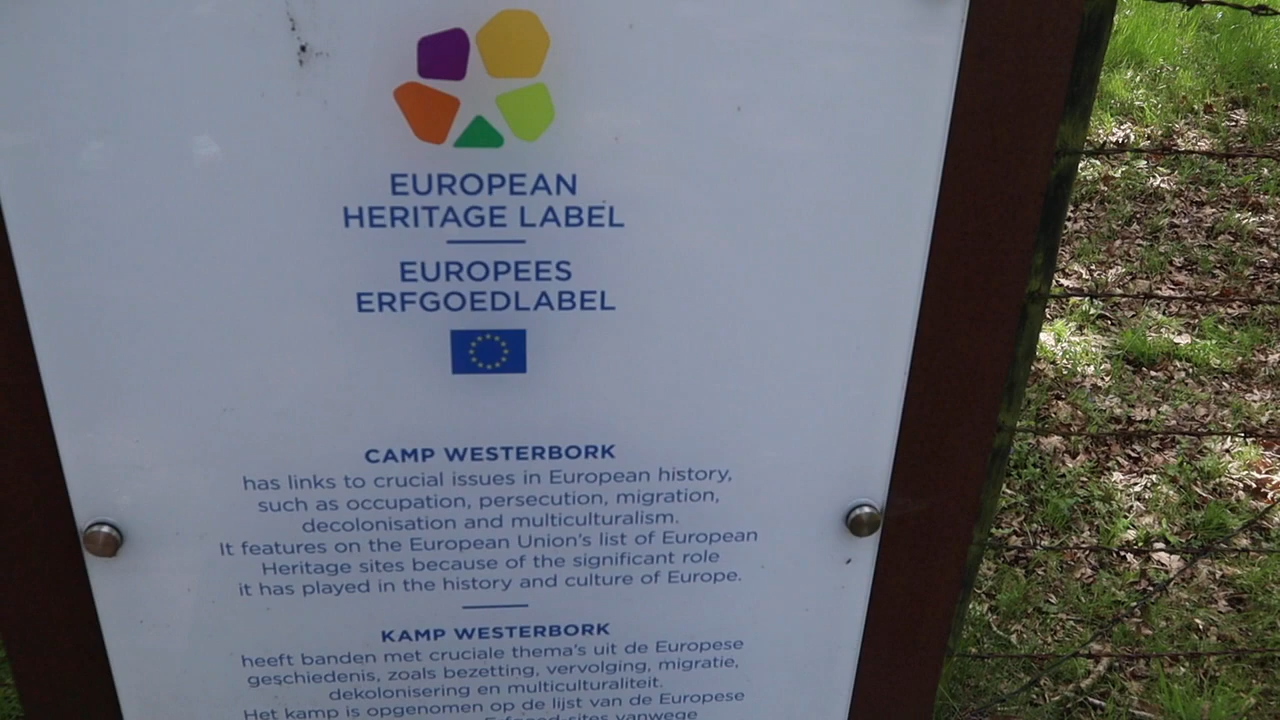 EUROPEAN
HERITAGE LABEL
EUROPEES
ERFGOEDLABEL
CAMP WESTERBORK
has links to crucial issues in European history,
such as occupation, persecution, migration,
decolonisation and multiculturalism.
It features on the European Union's list of European
Heritage sites because of the significant role
it has played in the history and culture of Europe.
KAMP WESTERBORK
heeft banden met cruciale thema's uit de Europese
geschiedenis, zoals bezetting, vervolging, migratie,
dekolonisering en multiculturaliteit.
Het kamp is opgenomen op de lijst van de Europese
Erfgoed-sites vanwege